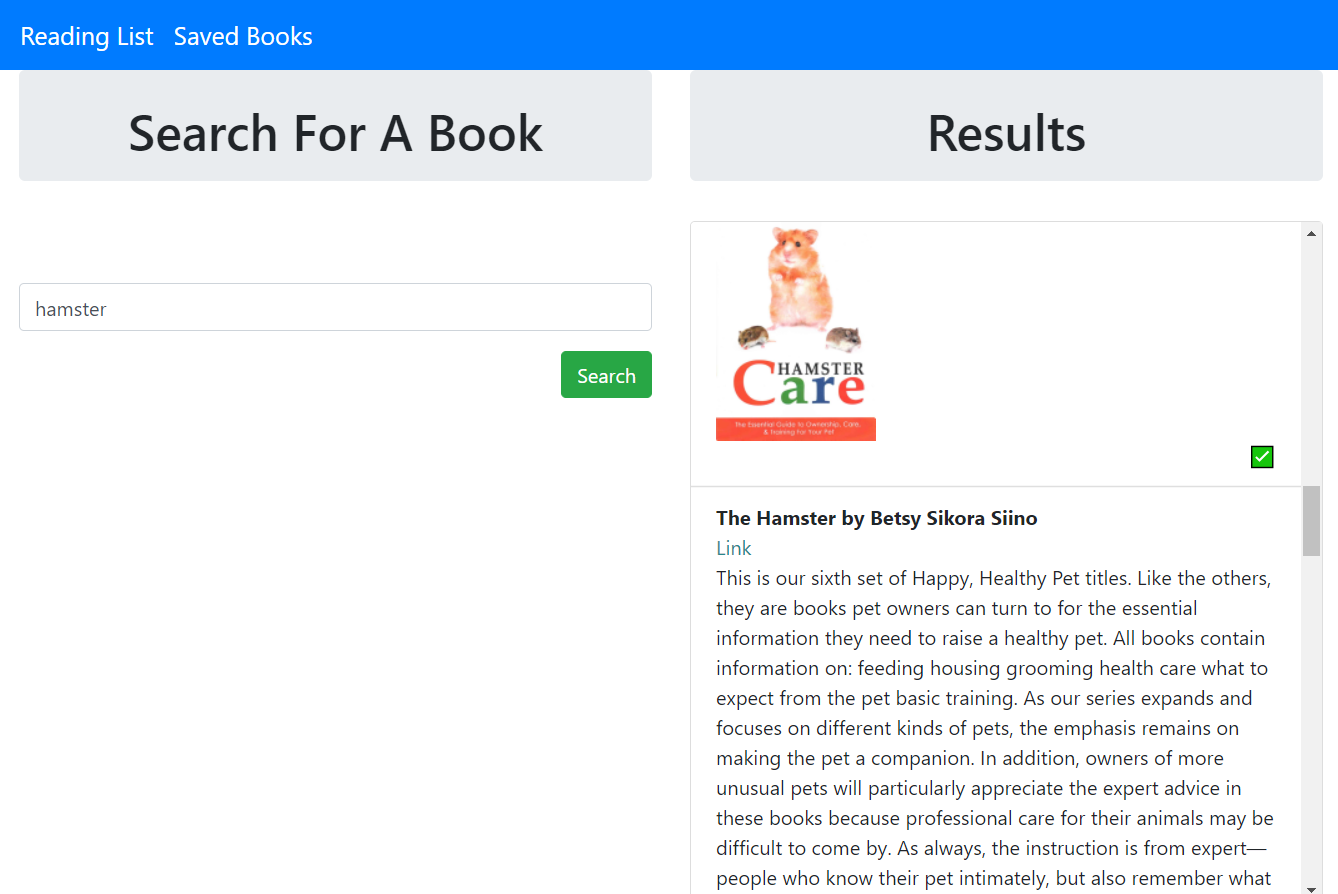 Reading List Saved Books
Search For A Book
hamster
Search
Results
HAMSTER
Care
The Essential Guide to Ownership, Care,
& Training For Your Pet
The Hamster by Betsy Sikora Siino
Link
This is our sixth set of Happy, Healthy Pet titles. Like the others,
they are books pet owners can turn to for the essential
information they need to raise a healthy pet. All books contain
information on: feeding housing grooming health care what to
expect from the pet basic training. As our series expands and
focuses on different kinds of pets, the emphasis remains on
making the pet a companion. In addition, owners of more
unusual pets will particularly appreciate the expert advice in
these books because professional care for their animals may be
difficult to come by. As always, the instruction is from expert—
people who know their pet intimately, but also remember what